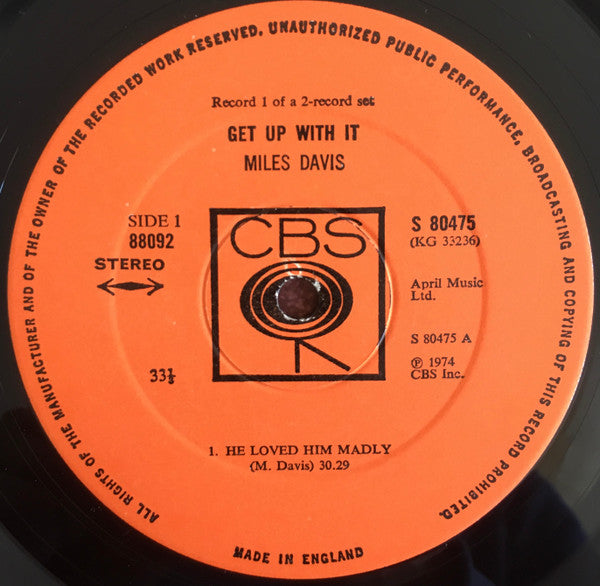 ALL RIGHTS OF THE MANUFACTURER AND OF THE OWNER OF THE RECORDED WORK RESERVED. UNAUTHORIZED PUBLIC PERFORMANCE, BROADCASTING AND COPYING OF THIS RECORD PROHIBITED.
Record 1 of a 2-record set
GET UP WITH IT
MILES DAVIS
SIDE 1
88092
STEREO
33⅓
CBS
S 80475
(KG 33236)
April Music
Ltd.
S 80475 A
℗ 1974
CBS Inc.
1. HE LOVED HIM MADLY
(M. Davis) 30.29
MADE IN ENGLAND